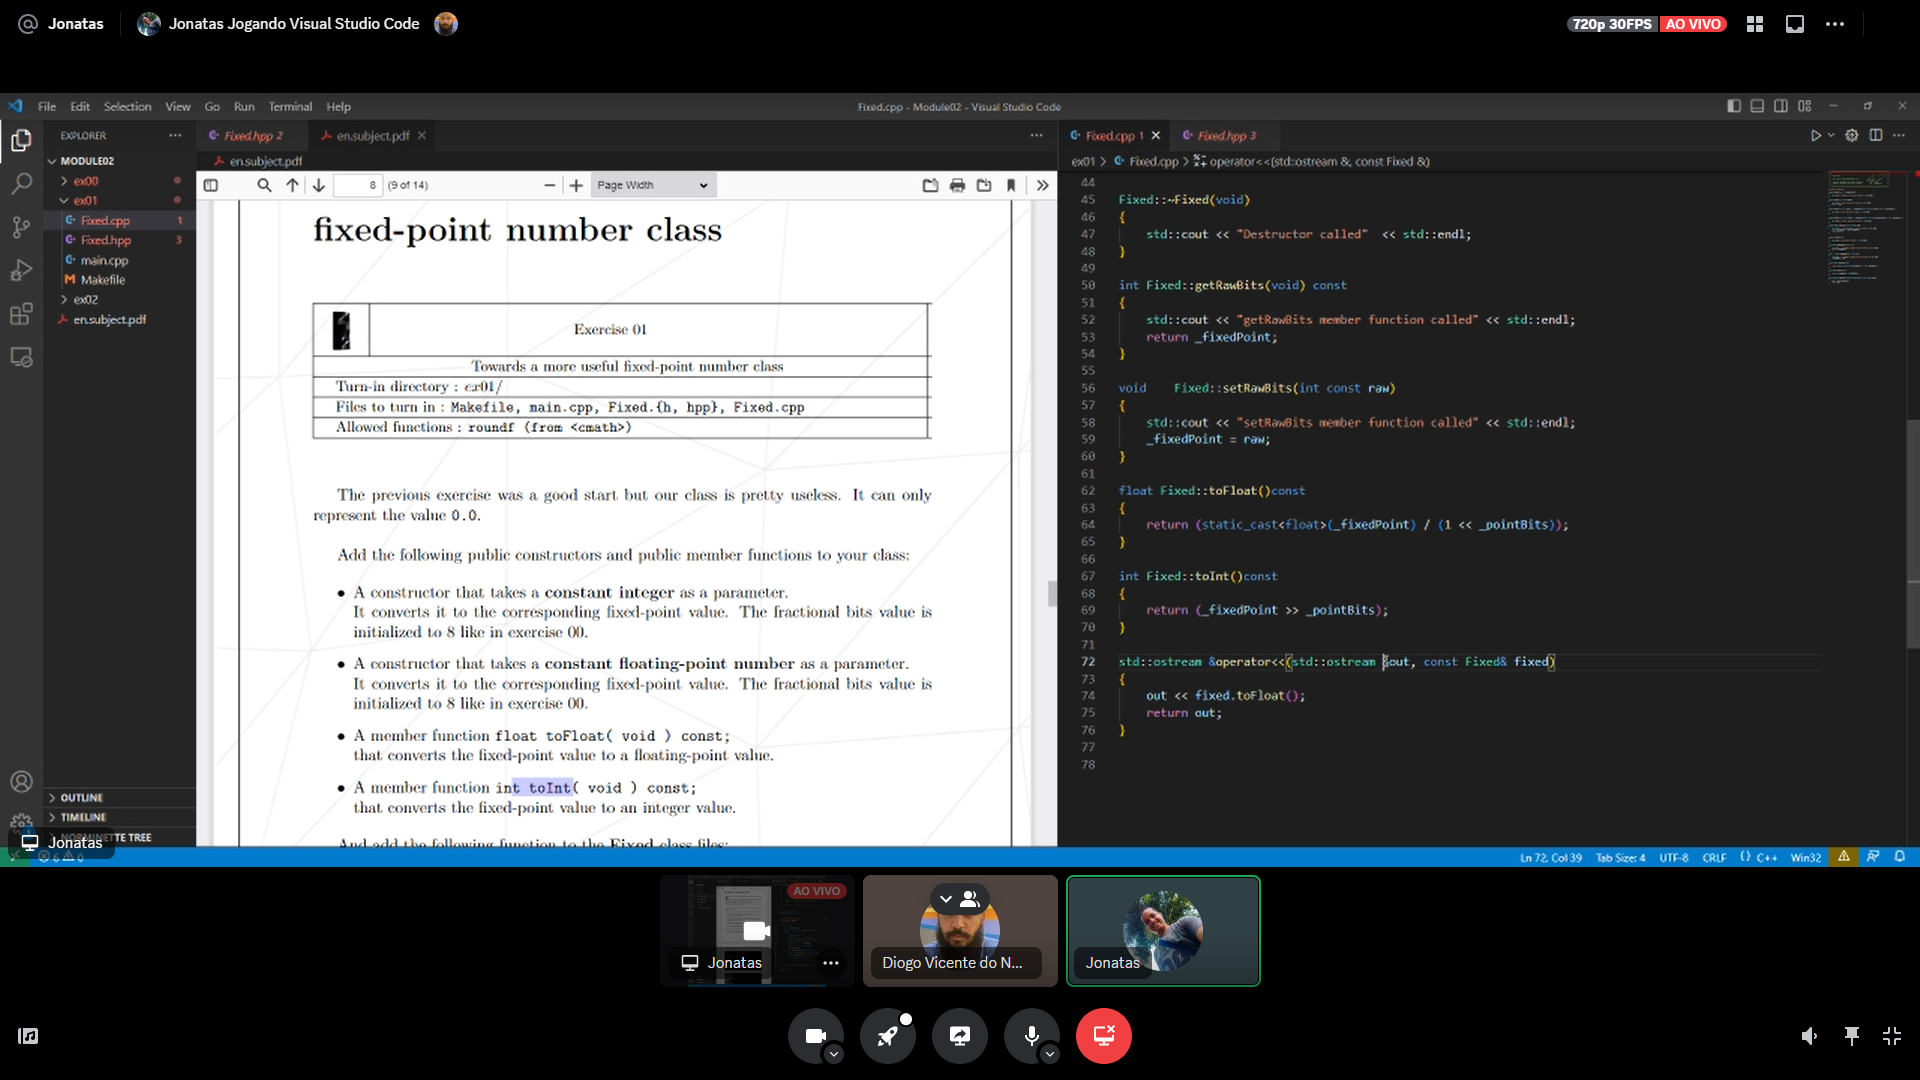 Jonatas
Jonatas Jogando Visual Studio Code
720p 30FPS AO VIVO
File Edit Selection View Go Run Terminal Help
Fixed.cpp - Module02 - Visual Studio Code
EXPLORER
MODULE02
ex00
ex01
Fixed.cpp 1
Fixed.hpp 3
main.cpp
Makefile
ex02
en.subject.pdf
OUTLINE
TIMELINE
NORMINETTE TREE
Jonatas
Fixed.hpp 2
en.subject.pdf
en.subject.pdf
8 (9 of 14)
Page Width
fixed-point number class
Exercise 01
Towards a more useful fixed-point number class
Turn-in directory : ex01/
Files to turn in : Makefile, main.cpp, Fixed.{h, hpp}, Fixed.cpp
Allowed functions : roundf (from <cmath>)
The previous exercise was a good start but our class is pretty useless. It can only
represent the value 0.0.
Add the following public constructors and public member functions to your class:
• A constructor that takes a constant integer as a parameter.
It converts it to the corresponding fixed-point value. The fractional bits value is
initialized to 8 like in exercise 00.
• A constructor that takes a constant floating-point number as a parameter.
It converts it to the corresponding fixed-point value. The fractional bits value is
initialized to 8 like in exercise 00.
• A member function float toFloat( void ) const;
that converts the fixed-point value to a floating-point value.
• A member function int toInt( void ) const;
that converts the fixed-point value to an integer value.
And add the following function to the Fixed class files:
Fixed.cpp 1
Fixed.hpp 3
ex01 > Fixed.cpp > operator<<(std::ostream &, const Fixed &)
44
45 Fixed::~Fixed(void)
46 {
47 std::cout << "Destructor called" << std::endl;
48 }
49
50 int Fixed::getRawBits(void) const
51 {
52 std::cout << "getRawBits member function called" << std::endl;
53 return _fixedPoint;
54 }
55
56 void Fixed::setRawBits(int const raw)
57 {
58 std::cout << "setRawBits member function called" << std::endl;
59 _fixedPoint = raw;
60 }
61
62 float Fixed::toFloat()const
63 {
64 return (static_cast<float>(_fixedPoint) / (1 << _pointBits));
65 }
66
67 int Fixed::toInt()const
68 {
69 return (_fixedPoint >> _pointBits);
70 }
71
72 std::ostream &operator<<(std::ostream &out, const Fixed& fixed)
73 {
74 out << fixed.toFloat();
75 return out;
76 }
77
78
6 0
Ln 72, Col 39 Tab Size: 4 UTF-8 CRLF {} C++ Win32
AO VIVO
Jonatas
Diogo Vicente do N...
Jonatas